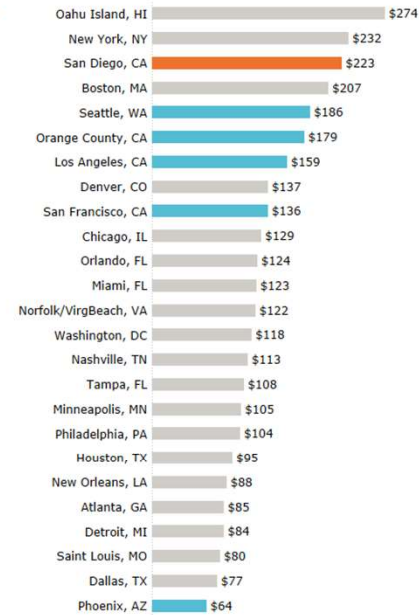 Oahu Island, HI $274
New York, NY $232
San Diego, CA $223
Boston, MA $207
Seattle, WA $186
Orange County, CA $179
Los Angeles, CA $159
Denver, CO $137
San Francisco, CA $136
Chicago, IL $129
Orlando, FL $124
Miami, FL $123
Norfolk/VirgBeach, VA $122
Washington, DC $118
Nashville, TN $113
Tampa, FL $108
Minneapolis, MN $105
Philadelphia, PA $104
Houston, TX $95
New Orleans, LA $88
Atlanta, GA $85
Detroit, MI $84
Saint Louis, MO $80
Dallas, TX $77
Phoenix, AZ $64